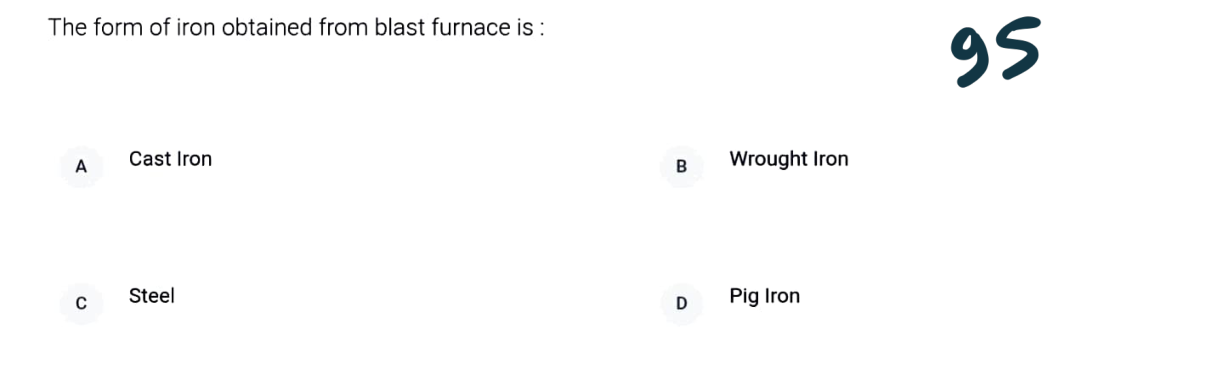 The form of iron obtained from blast furnace is :
95
A Cast Iron
B Wrought Iron
C Steel
D Pig Iron